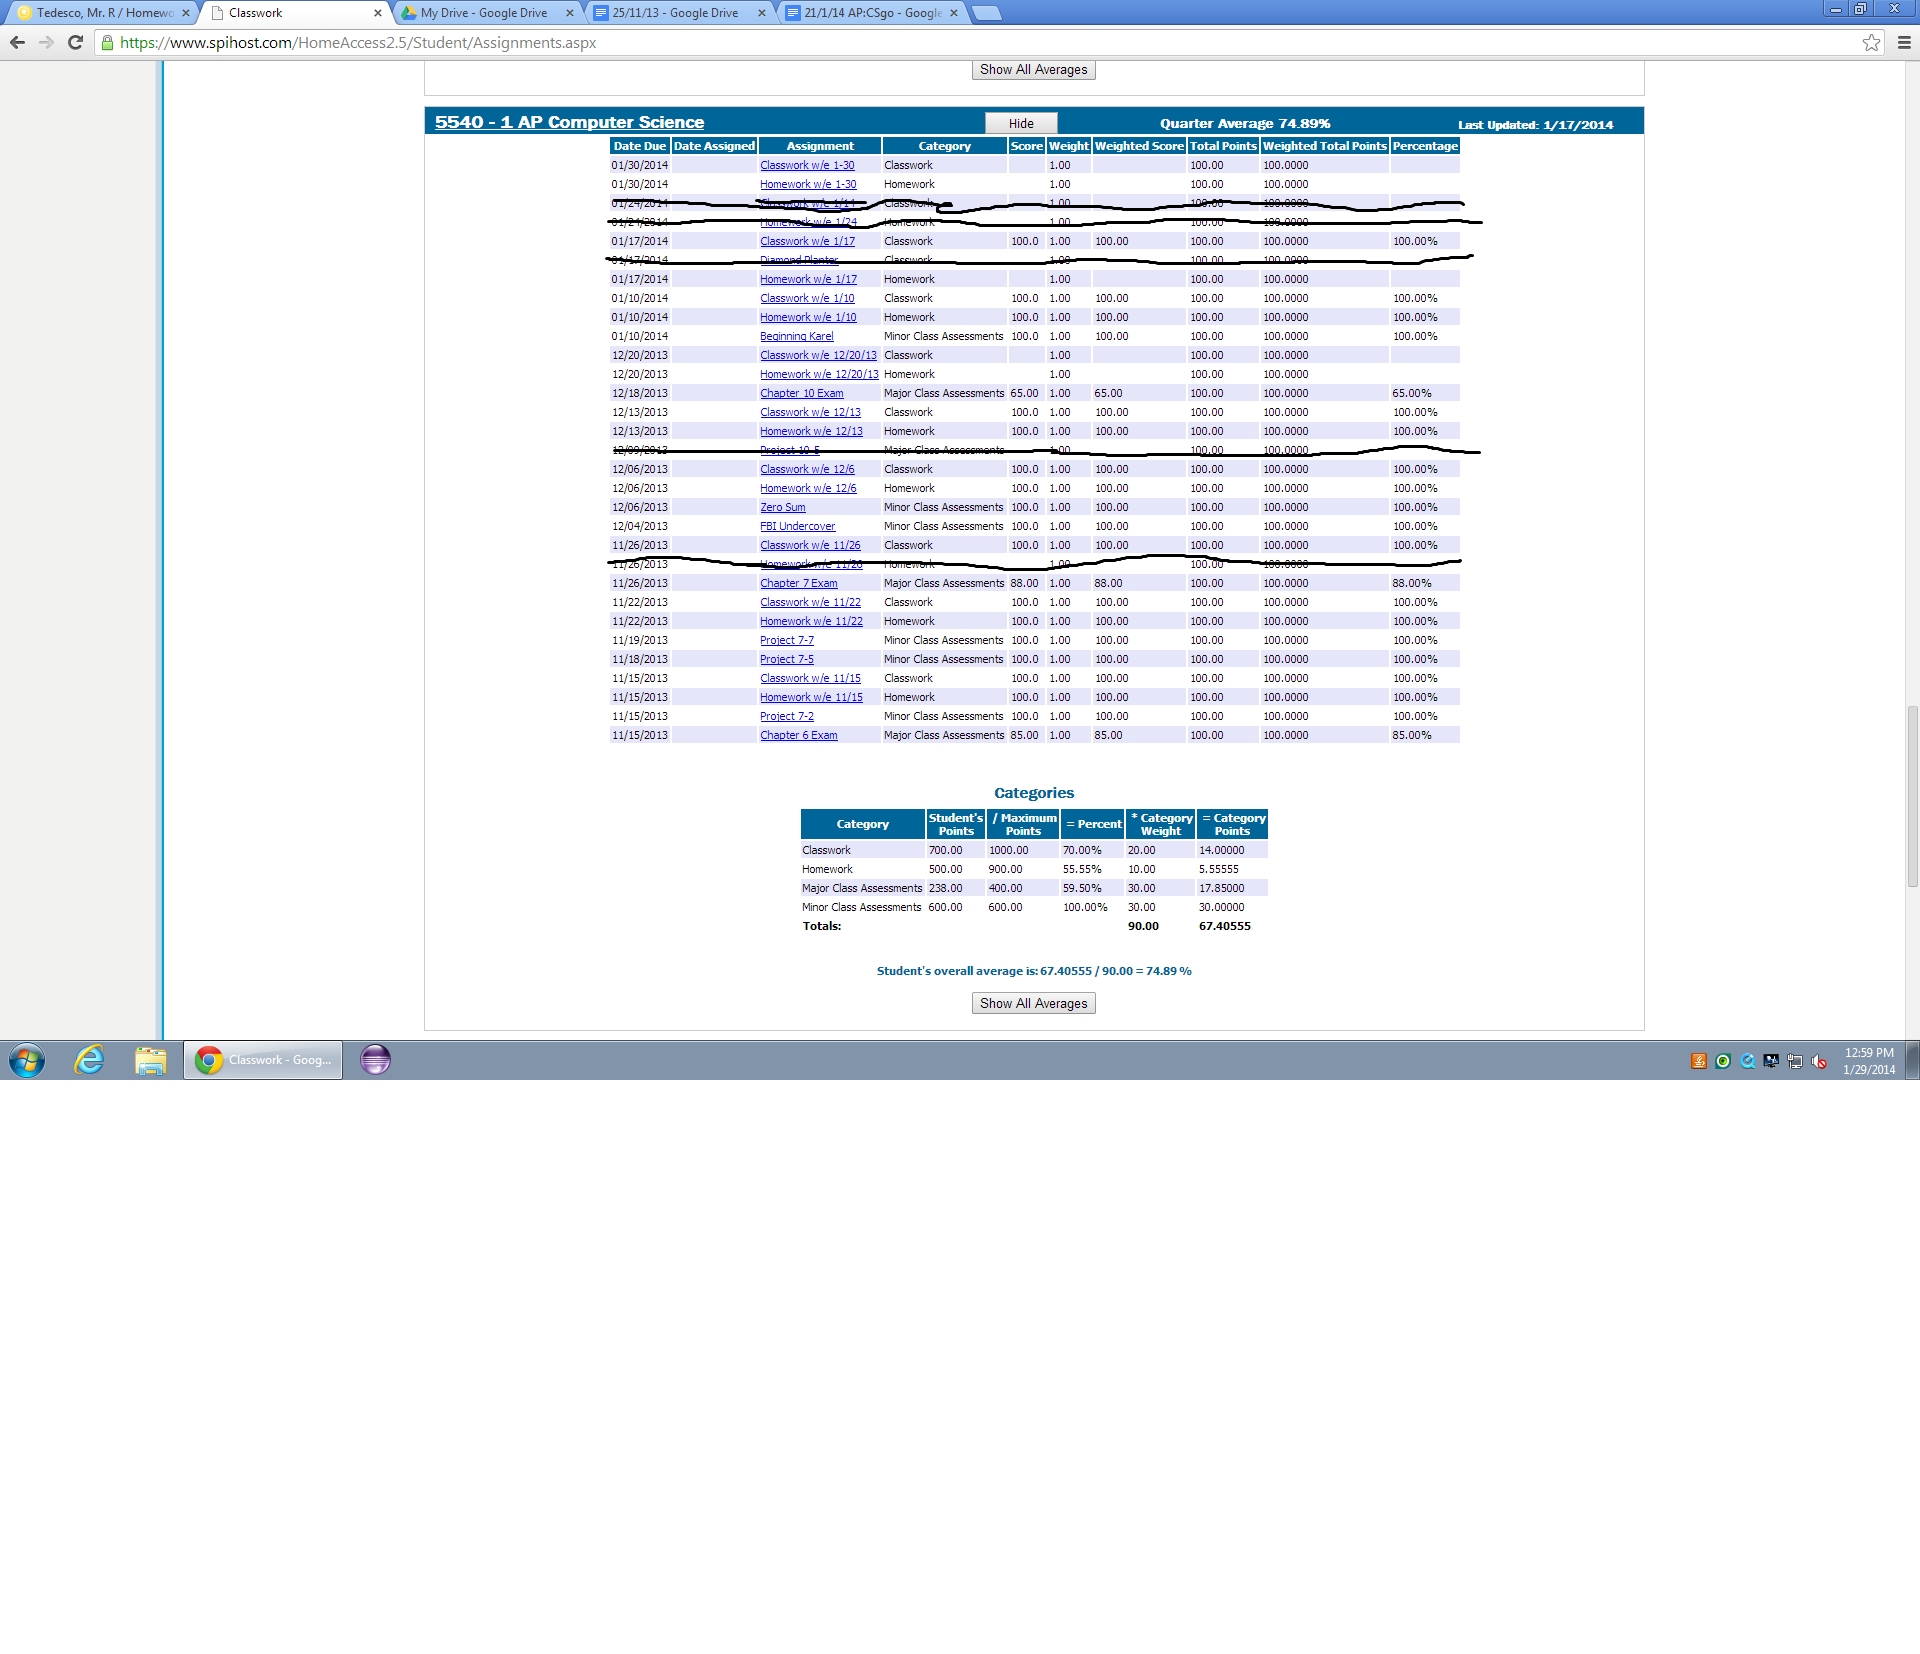 Tedesco, Mr. R / Homewo
Classwork
My Drive - Google Drive
25/11/13 - Google Drive
21/1/14 AP:CSgo - Google
https://www.spihost.com/HomeAccess2.5/Student/Assignments.aspx
Show All Averages
5540 - 1 AP Computer Science Hide Quarter Average 74.89% Last Updated: 1/17/2014
Date Due Date Assigned Assignment Category Score Weight Weighted Score Total Points Weighted Total Points Percentage
01/30/2014 Classwork w/e 1-30 Classwork 1.00 100.00 100.0000
01/30/2014 Homework w/e 1-30 Homework 1.00 100.00 100.0000
01/24/2014 Classwork w/e 1/14 Classwork 1.00 100.00 100.0000
01/24/2014 Homework w/e 1/24 Homework 1.00 100.00 100.0000
01/17/2014 Classwork w/e 1/17 Classwork 100.0 1.00 100.00 100.00 100.0000 100.00%
01/17/2014 Diamond Planter Classwork 1.00 100.00 100.0000
01/17/2014 Homework w/e 1/17 Homework 1.00 100.00 100.0000
01/10/2014 Classwork w/e 1/10 Classwork 100.0 1.00 100.00 100.00 100.0000 100.00%
01/10/2014 Homework w/e 1/10 Homework 100.0 1.00 100.00 100.00 100.0000 100.00%
01/10/2014 Beginning Karel Minor Class Assessments 100.0 1.00 100.00 100.00 100.0000 100.00%
12/20/2013 Classwork w/e 12/20/13 Classwork 1.00 100.00 100.0000
12/20/2013 Homework w/e 12/20/13 Homework 1.00 100.00 100.0000
12/18/2013 Chapter 10 Exam Major Class Assessments 65.00 1.00 65.00 100.00 100.0000 65.00%
12/13/2013 Classwork w/e 12/13 Classwork 100.0 1.00 100.00 100.00 100.0000 100.00%
12/13/2013 Homework w/e 12/13 Homework 100.0 1.00 100.00 100.00 100.0000 100.00%
12/09/2013 Project 10-5 Major Class Assessments 1.00 100.00 100.0000
12/06/2013 Classwork w/e 12/6 Classwork 100.0 1.00 100.00 100.00 100.0000 100.00%
12/06/2013 Homework w/e 12/6 Homework 100.0 1.00 100.00 100.00 100.0000 100.00%
12/06/2013 Zero Sum Minor Class Assessments 100.0 1.00 100.00 100.00 100.0000 100.00%
12/04/2013 FBI Undercover Minor Class Assessments 100.0 1.00 100.00 100.00 100.0000 100.00%
11/26/2013 Classwork w/e 11/26 Classwork 100.0 1.00 100.00 100.00 100.0000 100.00%
11/26/2013 Homework w/e 11/26 Homework 1.00 100.00 100.0000
11/26/2013 Chapter 7 Exam Major Class Assessments 88.00 1.00 88.00 100.00 100.0000 88.00%
11/22/2013 Classwork w/e 11/22 Classwork 100.0 1.00 100.00 100.00 100.0000 100.00%
11/22/2013 Homework w/e 11/22 Homework 100.0 1.00 100.00 100.00 100.0000 100.00%
11/19/2013 Project 7-7 Minor Class Assessments 100.0 1.00 100.00 100.00 100.0000 100.00%
11/18/2013 Project 7-5 Minor Class Assessments 100.0 1.00 100.00 100.00 100.0000 100.00%
11/15/2013 Classwork w/e 11/15 Classwork 100.0 1.00 100.00 100.00 100.0000 100.00%
11/15/2013 Homework w/e 11/15 Homework 100.0 1.00 100.00 100.00 100.0000 100.00%
11/15/2013 Project 7-2 Minor Class Assessments 100.0 1.00 100.00 100.00 100.0000 100.00%
11/15/2013 Chapter 6 Exam Major Class Assessments 85.00 1.00 85.00 100.00 100.0000 85.00%
Categories
Category Student's Points / Maximum Points = Percent * Category Weight = Category Points
Classwork 700.00 1000.00 70.00% 20.00 14.00000
Homework 500.00 900.00 55.55% 10.00 5.55555
Major Class Assessments 238.00 400.00 59.50% 30.00 17.85000
Minor Class Assessments 600.00 600.00 100.00% 30.00 30.00000
Totals: 90.00 67.40555
Student's overall average is: 67.40555 / 90.00 = 74.89 %
Show All Averages
Classwork - Goog...
12:59 PM
1/29/2014